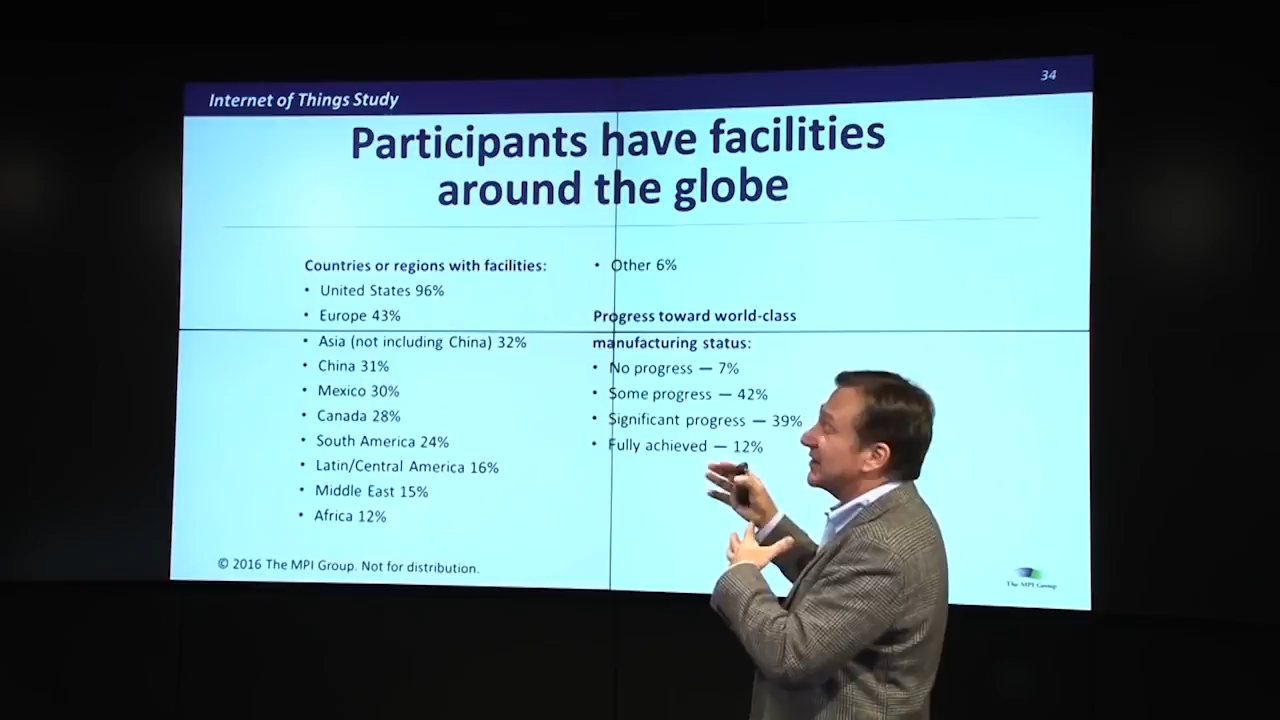 Internet of Things Study
34
Participants have facilities
around the globe
Countries or regions with facilities:
• United States 96%
• Europe 43%
• Asia (not including China) 32%
• China 31%
• Mexico 30%
• Canada 28%
• South America 24%
• Latin/Central America 16%
• Middle East 15%
• Africa 12%
• Other 6%
Progress toward world-class
manufacturing status:
• No progress — 7%
• Some progress — 42%
• Significant progress — 39%
• Fully achieved — 12%
© 2016 The MPI Group. Not for distribution.
The MPI Group